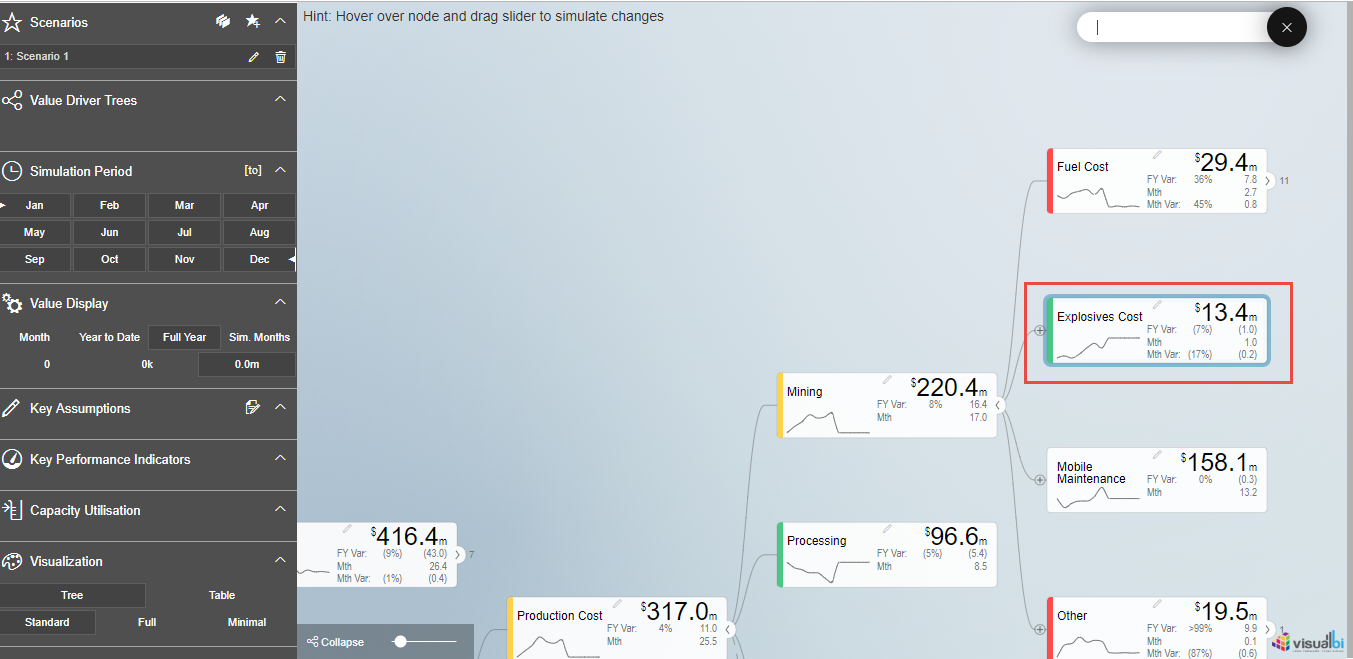 Scenarios
1: Scenario 1
Value Driver Trees
Simulation Period [to]
Jan Feb Mar Apr
May Jun Jul Aug
Sep Oct Nov Dec
Value Display
Month Year to Date Full Year Sim. Months
0 0k 0.0m
Key Assumptions
Key Performance Indicators
Capacity Utilisation
Visualization
Tree Table
Standard Full Minimal
Hint: Hover over node and drag slider to simulate changes
Fuel Cost $29.4m
FY Var: 36% 7.8
Mth 2.7
Mth Var: 45% 0.8
11
Explosives Cost $13.4m
FY Var: (7%) (1.0)
Mth 1.0
Mth Var: (17%) (0.2)
Mining $220.4m
FY Var: 8% 16.4
Mth 17.0
Mobile
Maintenance
$158.1m
FY Var: 0% (0.3)
Mth 13.2
$416.4m
FY Var: (9%) (43.0)
Mth 26.4
Mth Var: (1%) (0.4)
7
Processing $96.6m
FY Var: (5%) (5.4)
Mth 8.5
Production Cost $317.0m
FY Var: 4% 11.0
Mth 25.5
Other $19.5m
FY Var: >99% 9.9
Mth 0.1
Mth Var: (87%) (0.6)
1
Collapse
visualbi